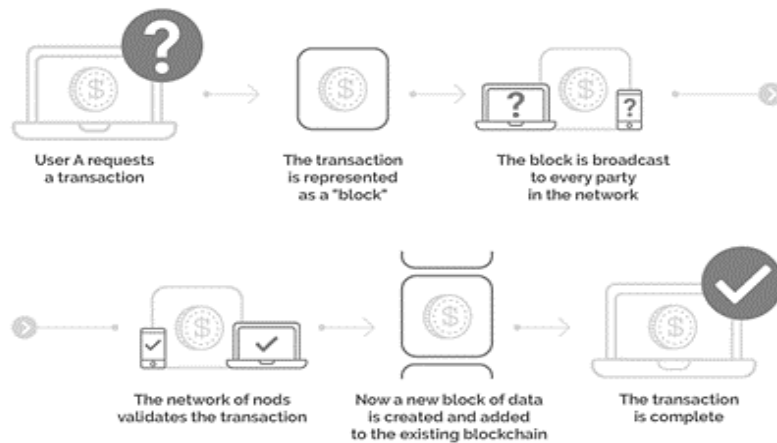 User A requests
a transaction
The transaction
is represented
as a "block"
The block is broadcast
to every party
in the network
The network of nods
validates the transaction
Now a new block of data
is created and added
to the existing blockchain
The transaction
is complete